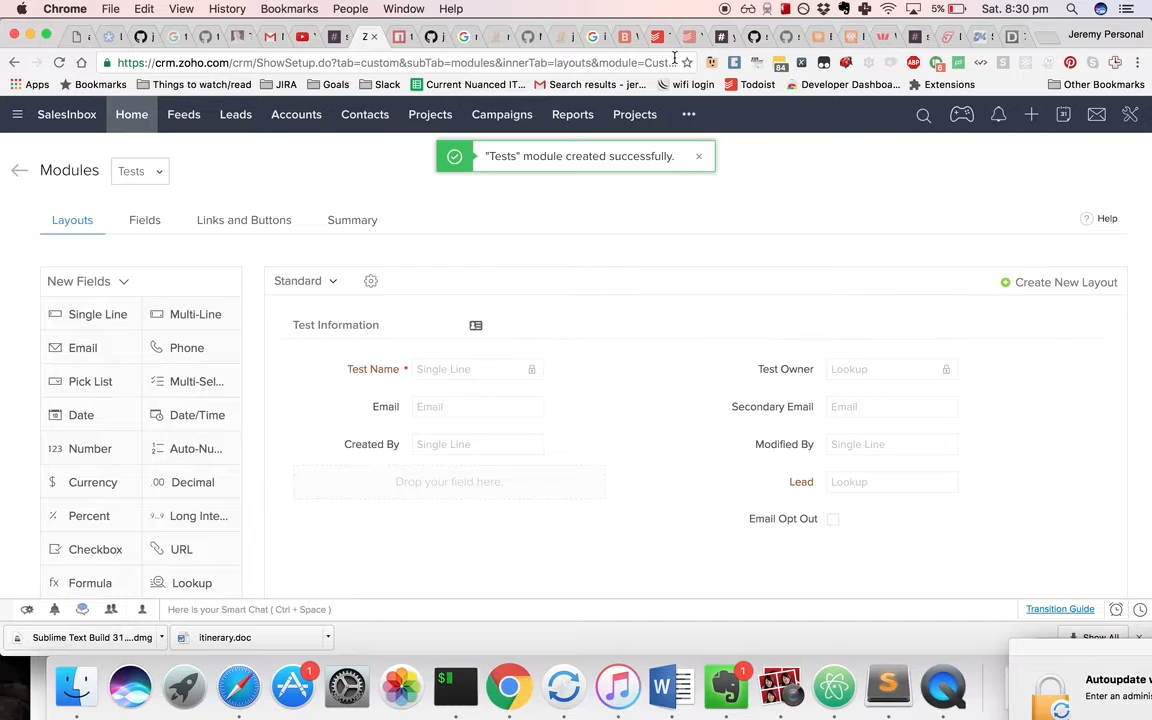 Chrome File Edit View History Bookmarks People Window Help 5% Sat. 8:30 pm
Jeremy Personal
https://crm.zoho.com/crm/ShowSetup.do?tab=custom&subTab=modules&innerTab=layouts&module=Cust...
Apps Bookmarks Things to watch/read JIRA Goals Slack Current Nuanced IT... Search results - jer... wifi login Todoist Developer Dashboa... Extensions Other Bookmarks
SalesInbox Home Feeds Leads Accounts Contacts Projects Campaigns Reports Projects •••
"Tests" module created successfully. ×
Modules Tests
Layouts Fields Links and Buttons Summary ? Help
New Fields Standard Create New Layout
Single Line Multi-Line
Test Information
Email Phone
Test Name * Single Line Test Owner Lookup
Pick List Multi-Sel...
Email Email Secondary Email Email
Date Date/Time
Created By Single Line Modified By Single Line
123 Number Auto-Nu...
Drop your field here. Lead Lookup
$ Currency .00 Decimal
Percent Long Inte...
Email Opt Out
Checkbox URL
fx Formula Lookup
Here is your Smart Chat ( Ctrl + Space ) Transition Guide
Sublime Text Build 31....dmg itinerary.doc Show All ×
Autoupdate w
Enter an adminis